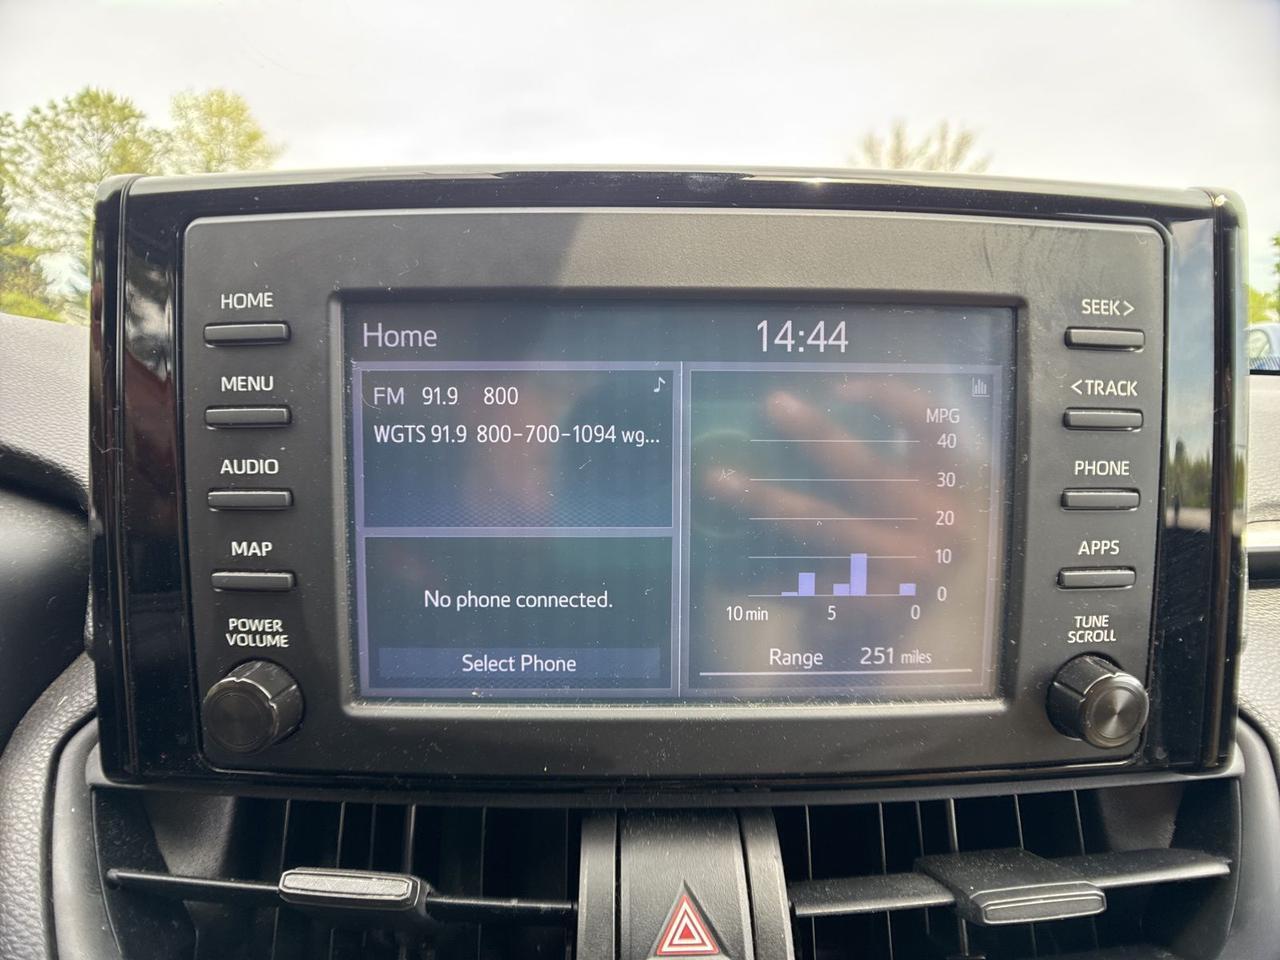 HOME
MENU
AUDIO
MAP
POWER
VOLUME
Home
14:44
FM 91.9 800
WGTS 91.9 800-700-1094 wg...
No phone connected.
Select Phone
MPG
40
30
20
10
0
10 min 5 0
Range 251 miles
SEEK>
<TRACK
PHONE
APPS
TUNE
SCROLL